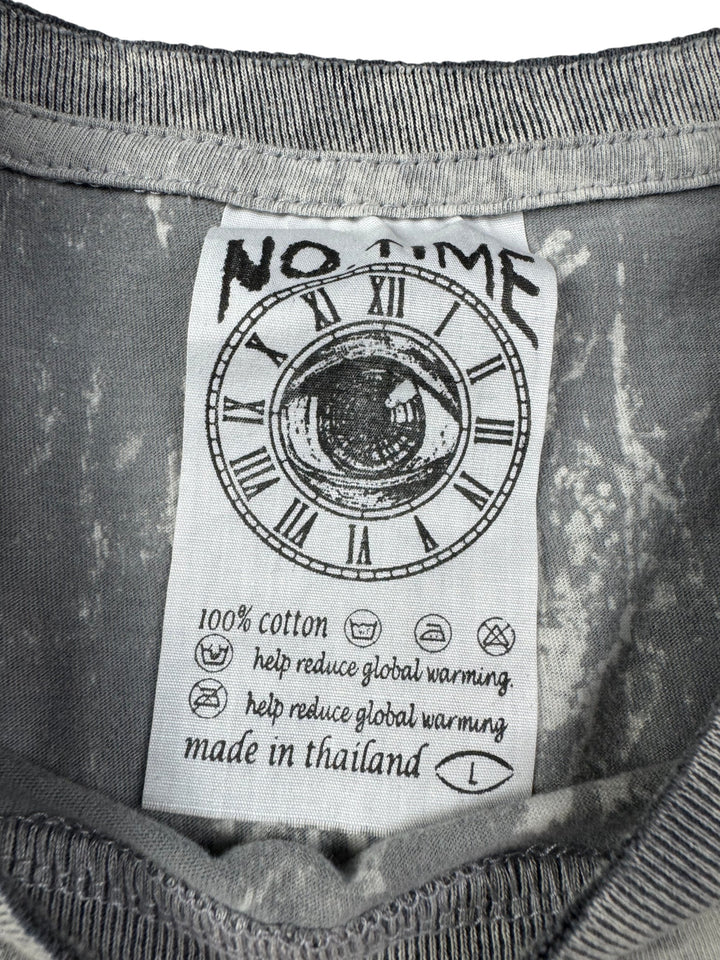 NO TIME
XII
I
II
III
IV
V
VI
VII
VIII
IX
X
XI
100% cotton
help reduce global warming.
help reduce global warming
made in thailand L